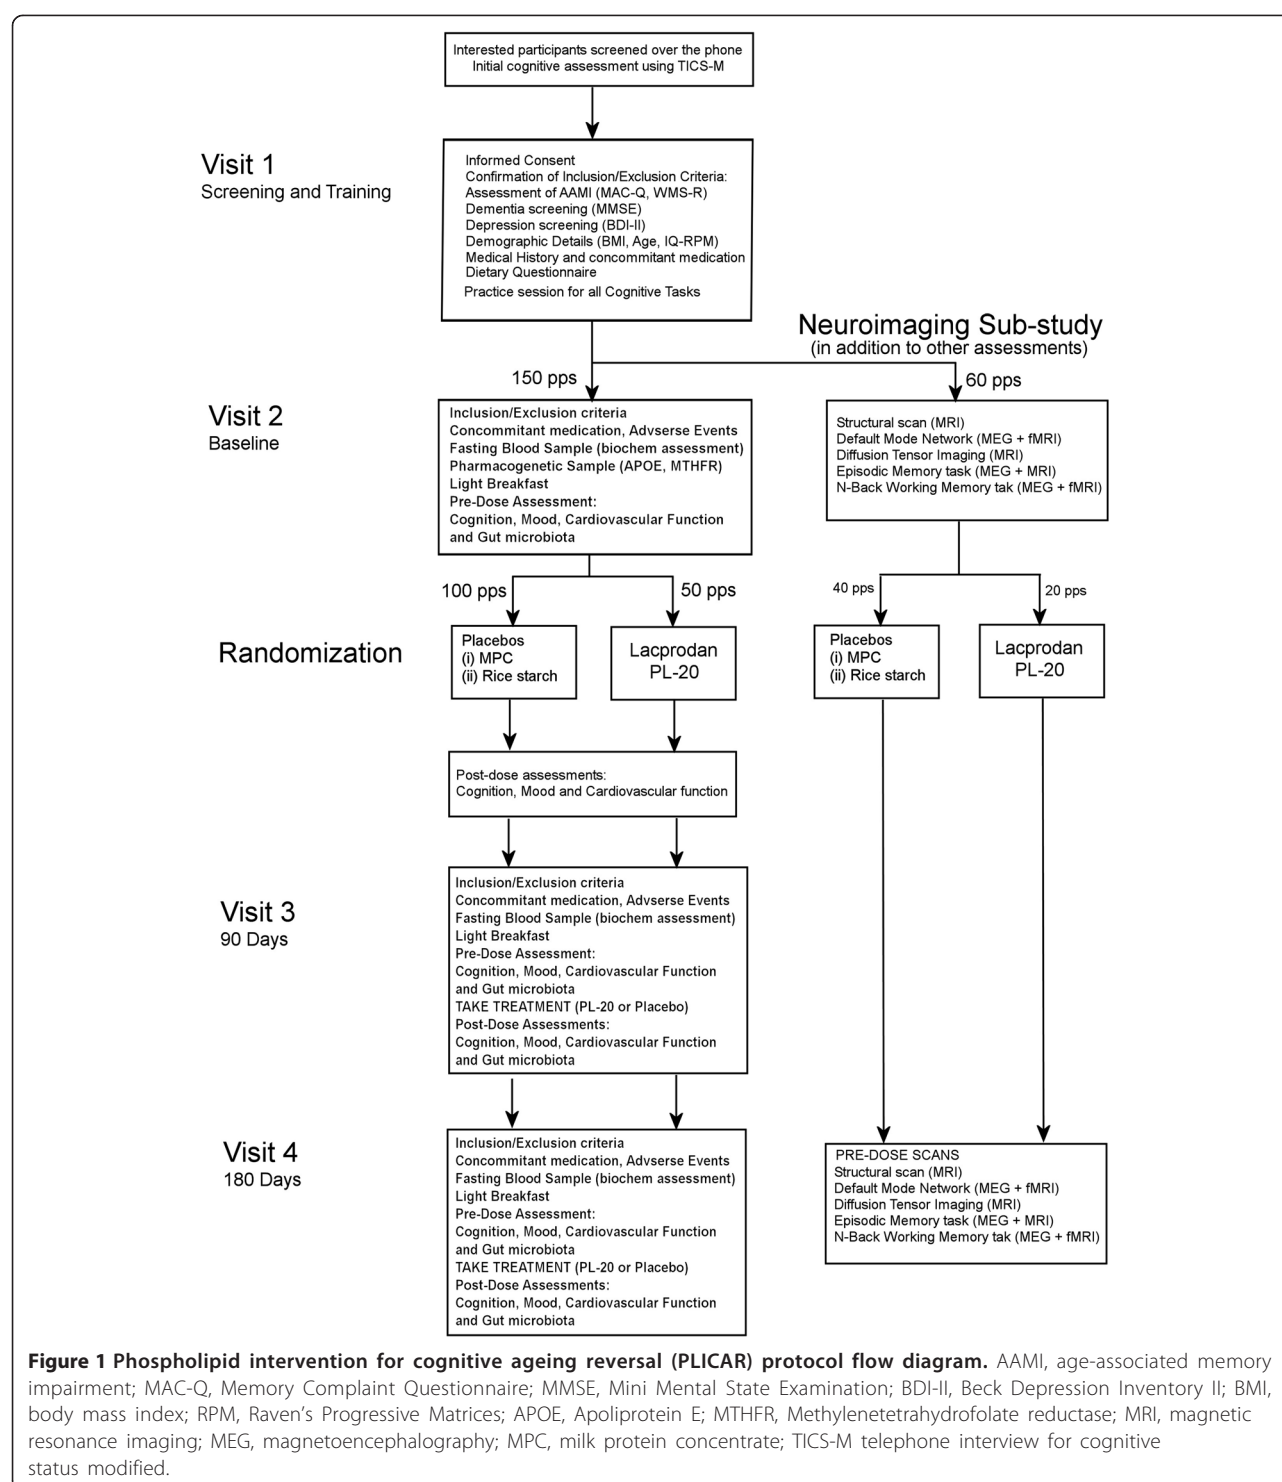 Interested participants screened over the phone
Initial cognitive assessment using TICS-M
Visit 1
Screening and Training
Informed Consent
Confirmation of Inclusion/Exclusion Criteria:
Assessment of AAMI (MAC-Q, WMS-R)
Dementia screening (MMSE)
Depression screening (BDI-II)
Demographic Details (BMI, Age, IQ-RPM)
Medical History and concommitant medication
Dietary Questionnaire
Practice session for all Cognitive Tasks
Neuroimaging Sub-study
(in addition to other assessments)
150 pps
60 pps
Visit 2
Baseline
Inclusion/Exclusion criteria
Concommitant medication, Advserse Events
Fasting Blood Sample (biochem assessment)
Pharmacogenetic Sample (APOE, MTHFR)
Light Breakfast
Pre-Dose Assessment:
Cognition, Mood, Cardiovascular Function
and Gut microbiota
Structural scan (MRI)
Default Mode Network (MEG + fMRI)
Diffusion Tensor Imaging (MRI)
Episodic Memory task (MEG + MRI)
N-Back Working Memory tak (MEG + fMRI)
100 pps
50 pps
40 pps
20 pps
Randomization
Placebos
(i) MPC
(ii) Rice starch
Lacprodan
PL-20
Placebos
(i) MPC
(ii) Rice starch
Lacprodan
PL-20
Post-dose assessments:
Cognition, Mood and Cardiovascular function
Visit 3
90 Days
Inclusion/Exclusion criteria
Concommitant medication, Advserse Events
Fasting Blood Sample (biochem assessment)
Light Breakfast
Pre-Dose Assessment:
Cognition, Mood, Cardiovascular Function
and Gut microbiota
TAKE TREATMENT (PL-20 or Placebo)
Post-Dose Assessments:
Cognition, Mood, Cardiovascular Function
and Gut microbiota
Visit 4
180 Days
Inclusion/Exclusion criteria
Concommitant medication, Advserse Events
Fasting Blood Sample (biochem assessment)
Light Breakfast
Pre-Dose Assessment:
Cognition, Mood, Cardiovascular Function
and Gut microbiota
TAKE TREATMENT (PL-20 or Placebo)
Post-Dose Assessments:
Cognition, Mood, Cardiovascular Function
and Gut microbiota
PRE-DOSE SCANS
Structural scan (MRI)
Default Mode Network (MEG + fMRI)
Diffusion Tensor Imaging (MRI)
Episodic Memory task (MEG + MRI)
N-Back Working Memory tak (MEG + fMRI)
Figure 1 Phospholipid intervention for cognitive ageing reversal (PLICAR) protocol flow diagram. AAMI, age-associated memory
impairment; MAC-Q, Memory Complaint Questionnaire; MMSE, Mini Mental State Examination; BDI-II, Beck Depression Inventory II; BMI,
body mass index; RPM, Raven's Progressive Matrices; APOE, Apoliprotein E; MTHFR, Methylenetetrahydrofolate reductase; MRI, magnetic
resonance imaging; MEG, magnetoencephalography; MPC, milk protein concentrate; TICS-M telephone interview for cognitive
status modified.